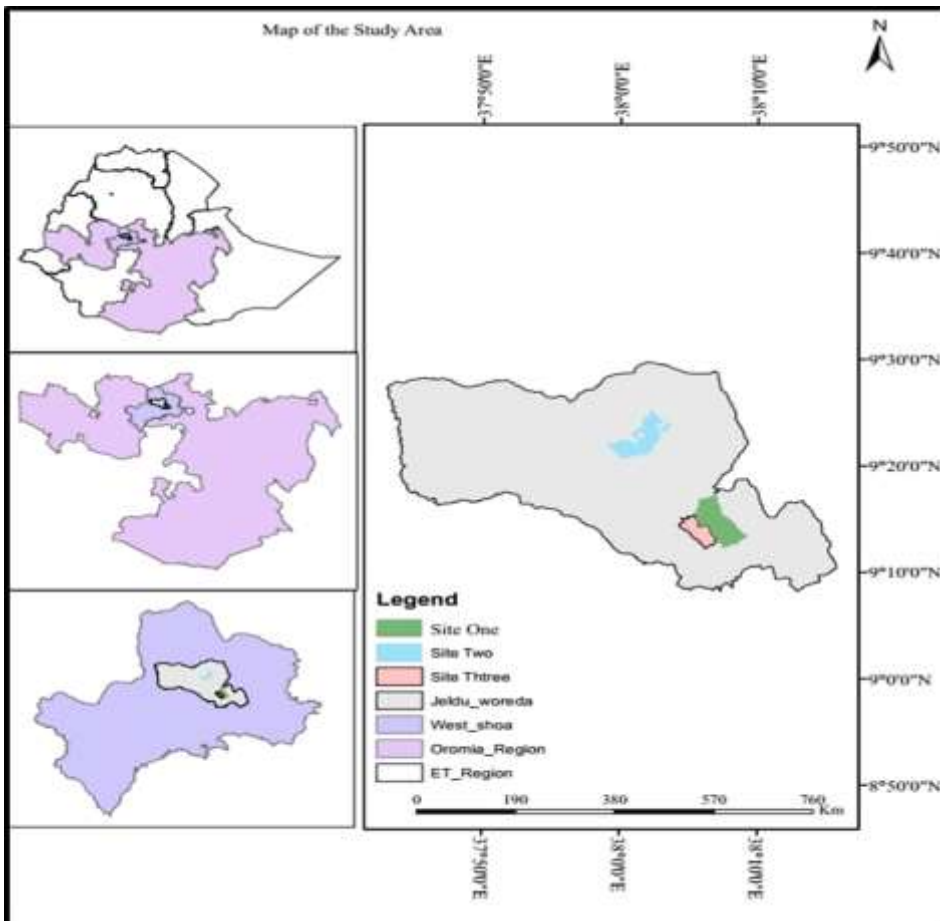 Map of the Study Area
N
37°50'0"E
38°0'0"E
38°10'0"E
9°50'0"N
9°40'0"N
9°30'0"N
9°20'0"N
9°10'0"N
9°0'0"N
8°50'0"N
Legend
Site One
Site Two
Site Thtree
Jeldu_woreda
West_shoa
Oromia_Region
ET_Region
0 190 380 570 760
Km
37°50'0"E
38°0'0"E
38°10'0"E